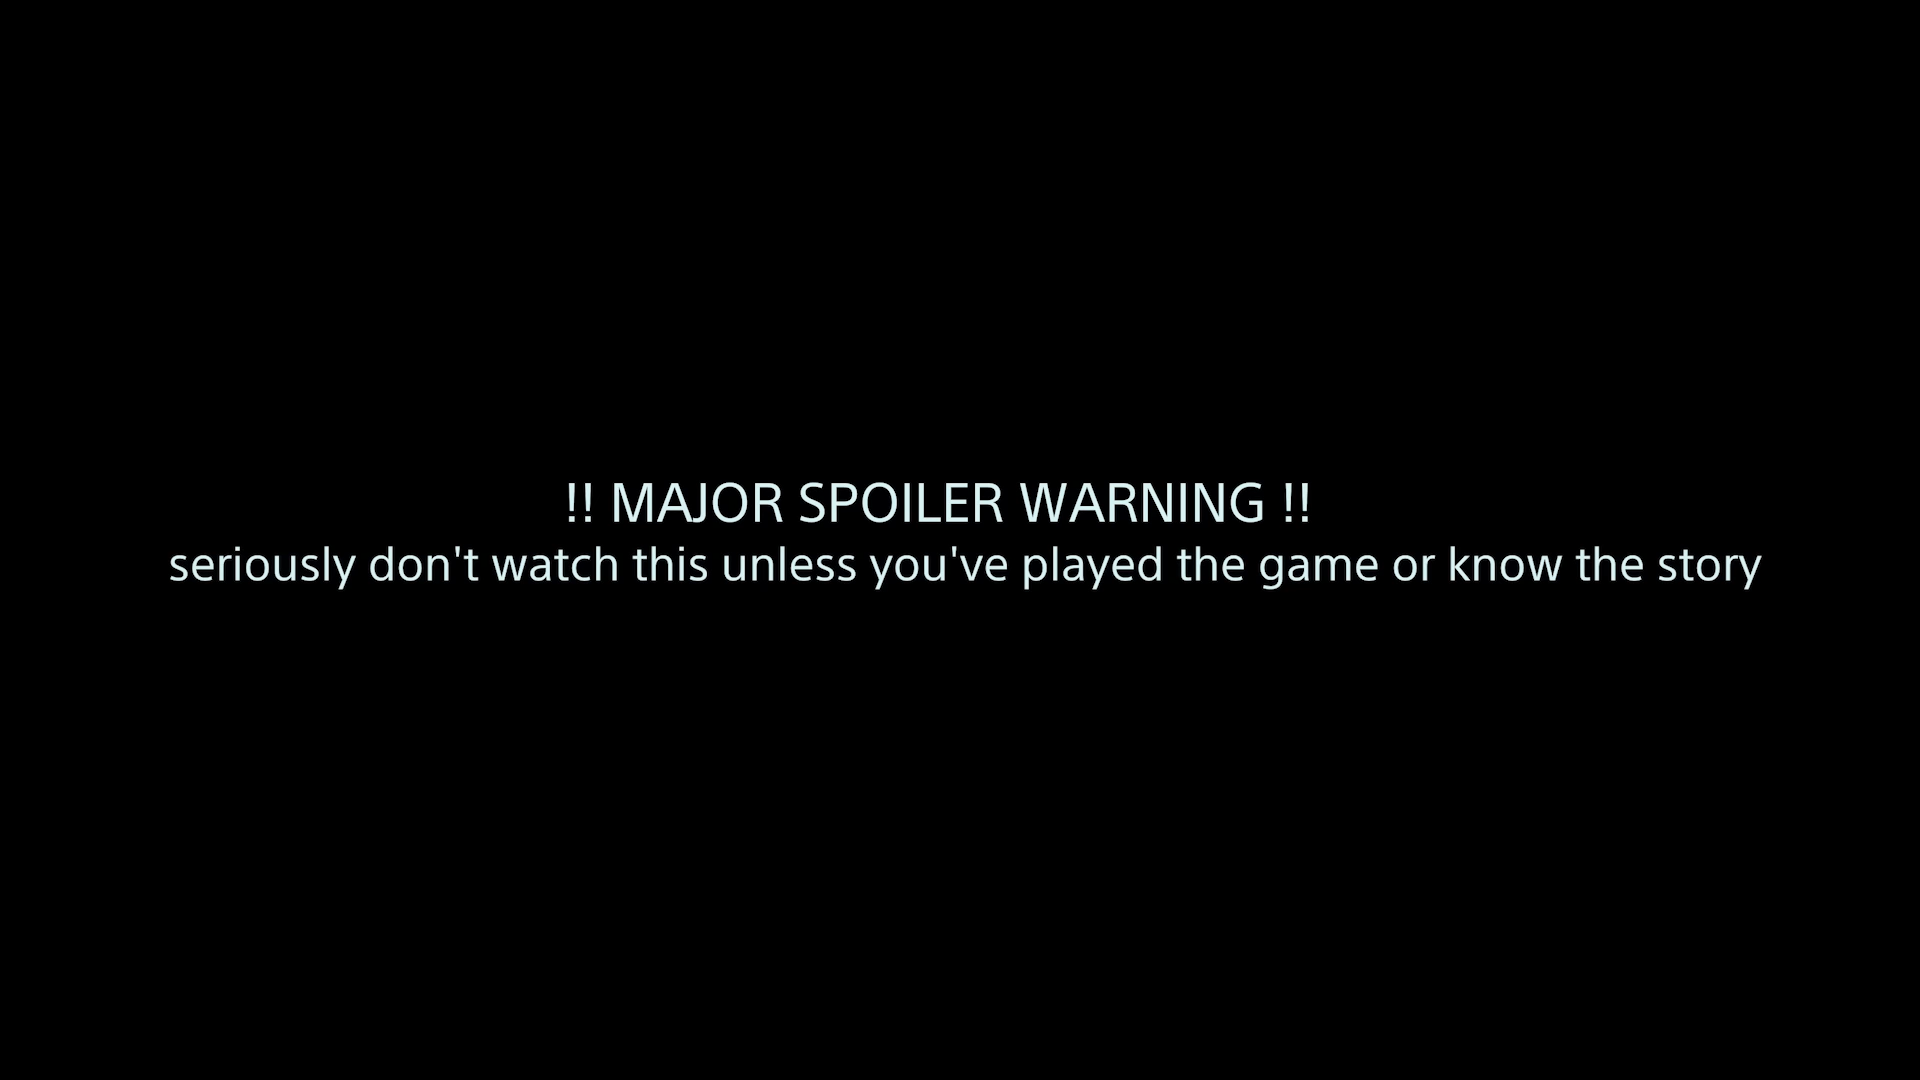 !! MAJOR SPOILER WARNING !!
seriously don't watch this unless you've played the game or know the story